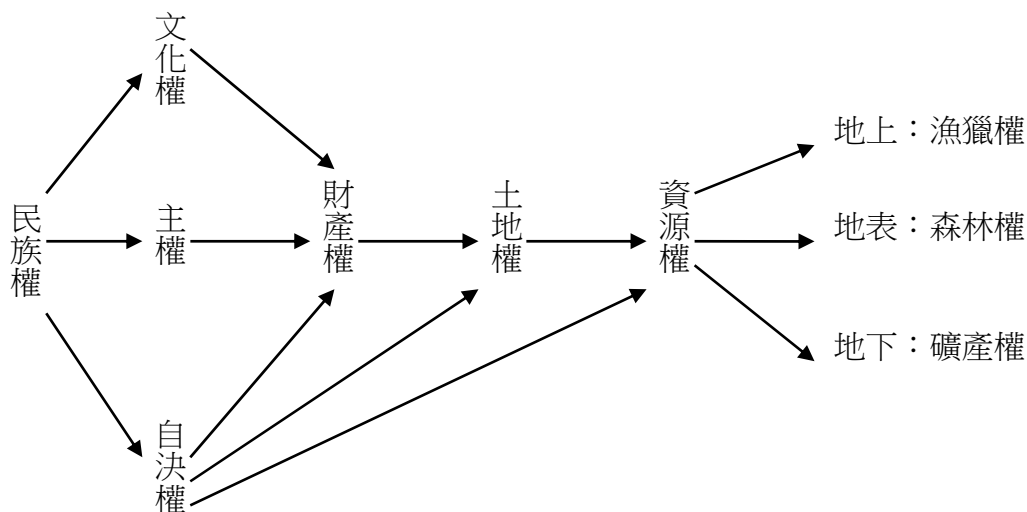 民族權
文化權
主權
自決權
財產權
土地權
資源權
地上：漁獵權
地表：森林權
地下：礦產權